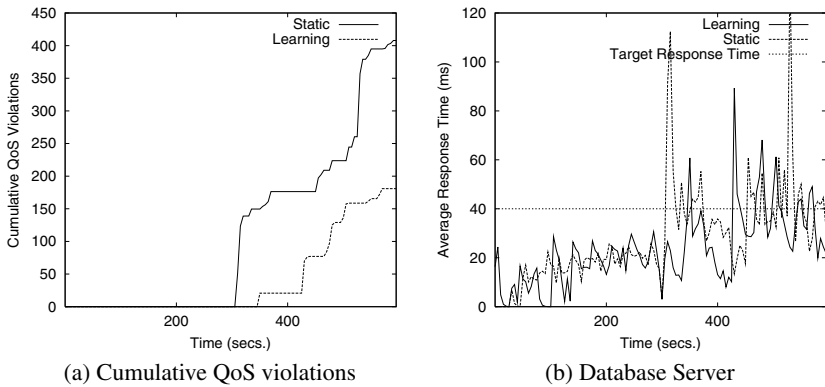 450
400
350
300
250
200
150
100
50
0
Cumulative QoS Violations
Static
Learning
200
400
Time (secs.)
(a) Cumulative QoS violations
120
100
80
60
40
20
0
Average Response Time (ms)
Learning
Static
Target Response Time
200
400
Time (secs.)
(b) Database Server